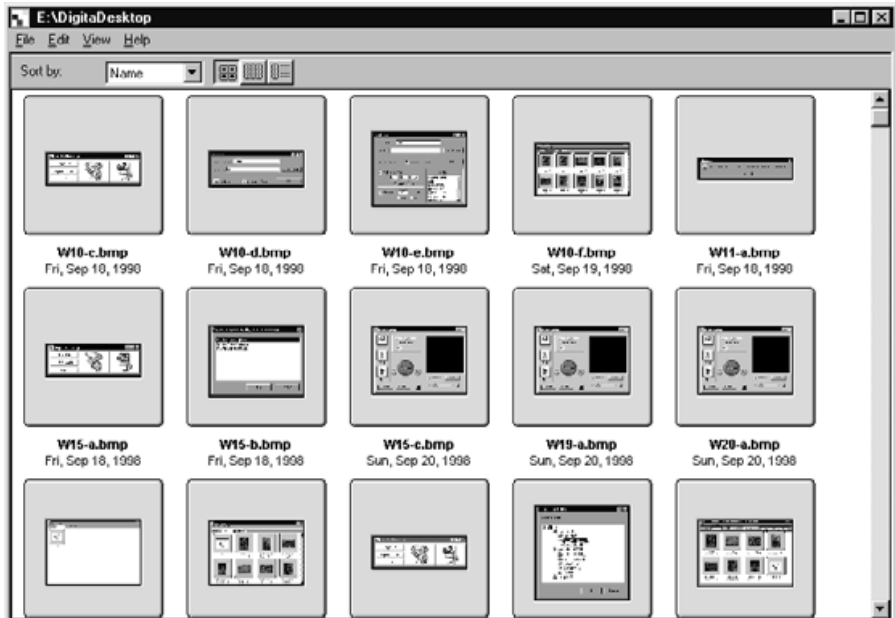 E:\DigitaDesktop
File Edit View Help
Sort by: Name
W10-c.bmp W10-d.bmp W10-e.bmp W10-f.bmp W11-a.bmp
Fri, Sep 18, 1998 Fri, Sep 18, 1998 Fri, Sep 18, 1998 Sat, Sep 19, 1998 Fri, Sep 18, 1998
W15-a.bmp W15-b.bmp W15-c.bmp W19-a.bmp W20-a.bmp
Fri, Sep 18, 1998 Fri, Sep 18, 1998 Sun, Sep 20, 1998 Sun, Sep 20, 1998 Sun, Sep 20, 1998